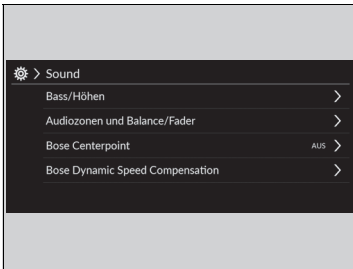 > Sound
Bass/Höhen >
Audiozonen und Balance/Fader >
Bose Centerpoint AUS >
Bose Dynamic Speed Compensation >